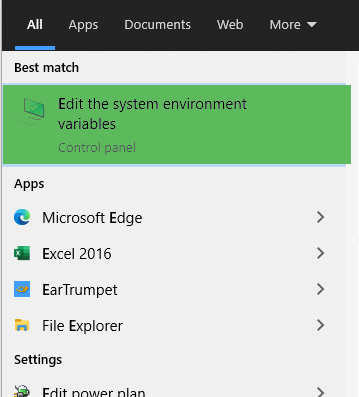 All Apps Documents Web More
Best match
Edit the system environment
variables
Control panel
Apps
Microsoft Edge
Excel 2016
EarTrumpet
File Explorer
Settings
Edit power plan